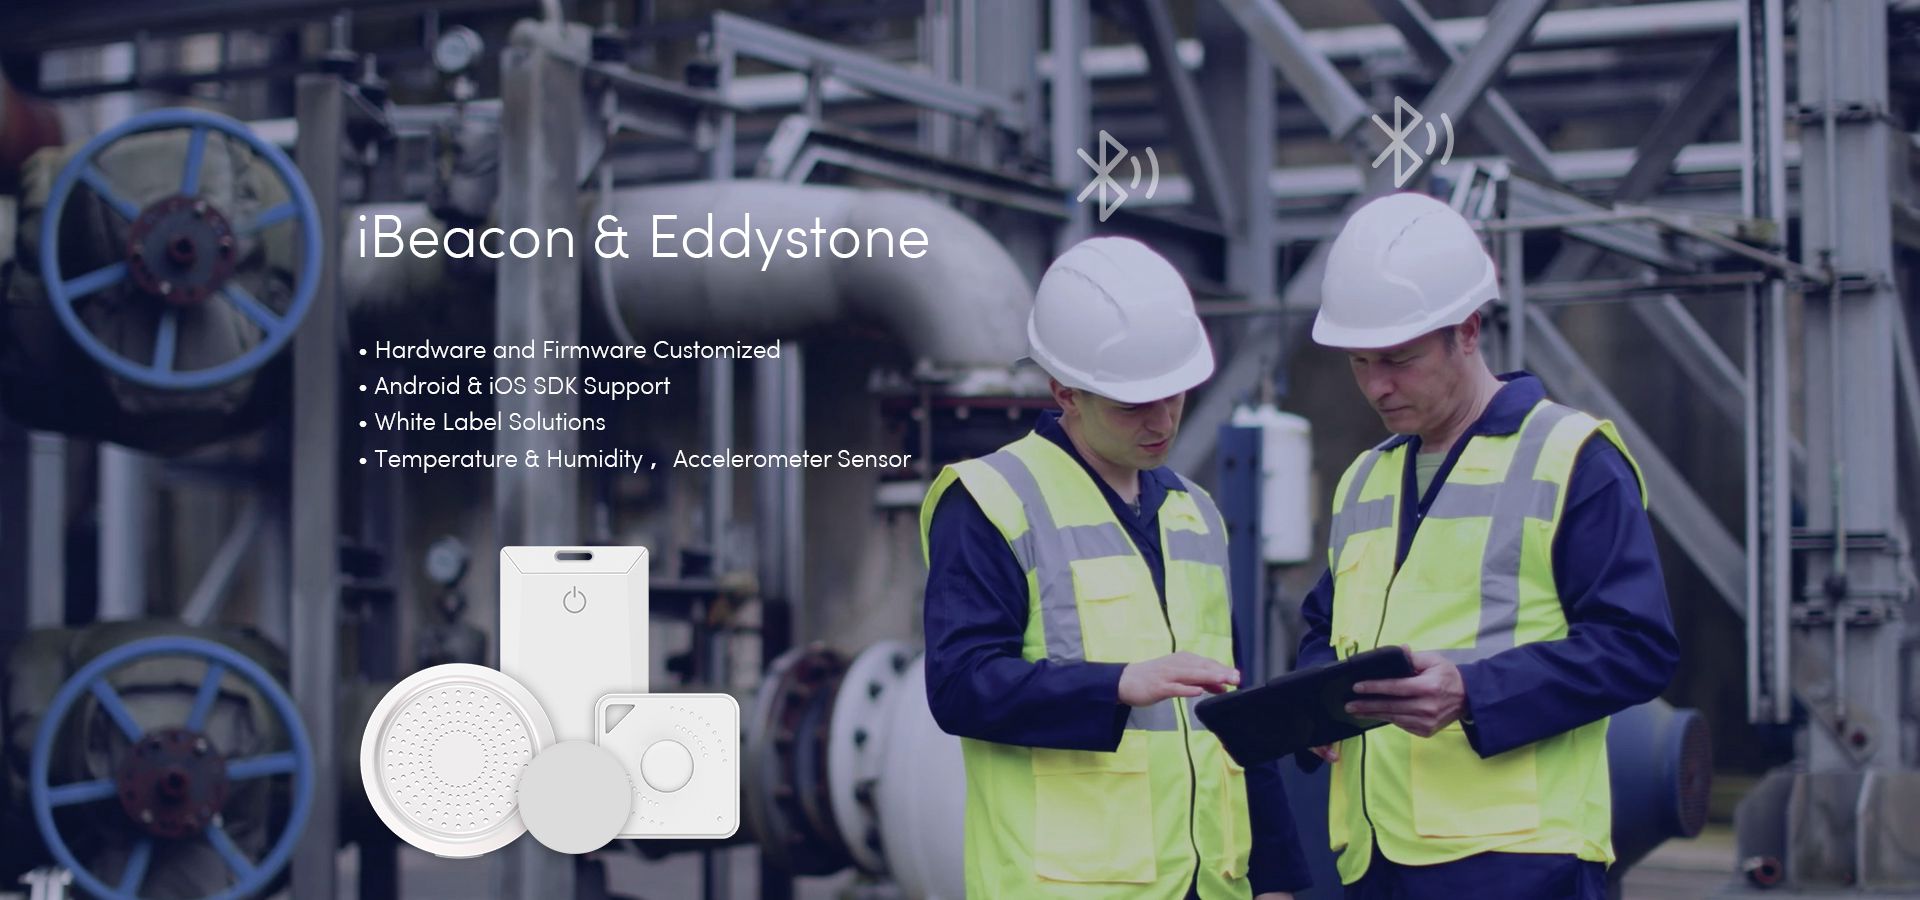 iBeacon & Eddystone
• Hardware and Firmware Customized
• Android & iOS SDK Support
• White Label Solutions
• Temperature & Humidity ，Accelerometer Sensor